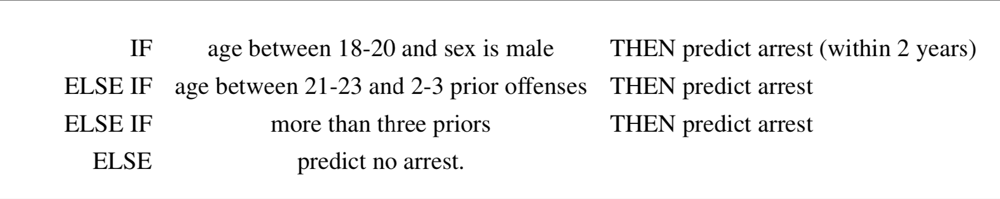 IF age between 18-20 and sex is male THEN predict arrest (within 2 years)
ELSE IF age between 21-23 and 2-3 prior offenses THEN predict arrest
ELSE IF more than three priors THEN predict arrest
ELSE predict no arrest.